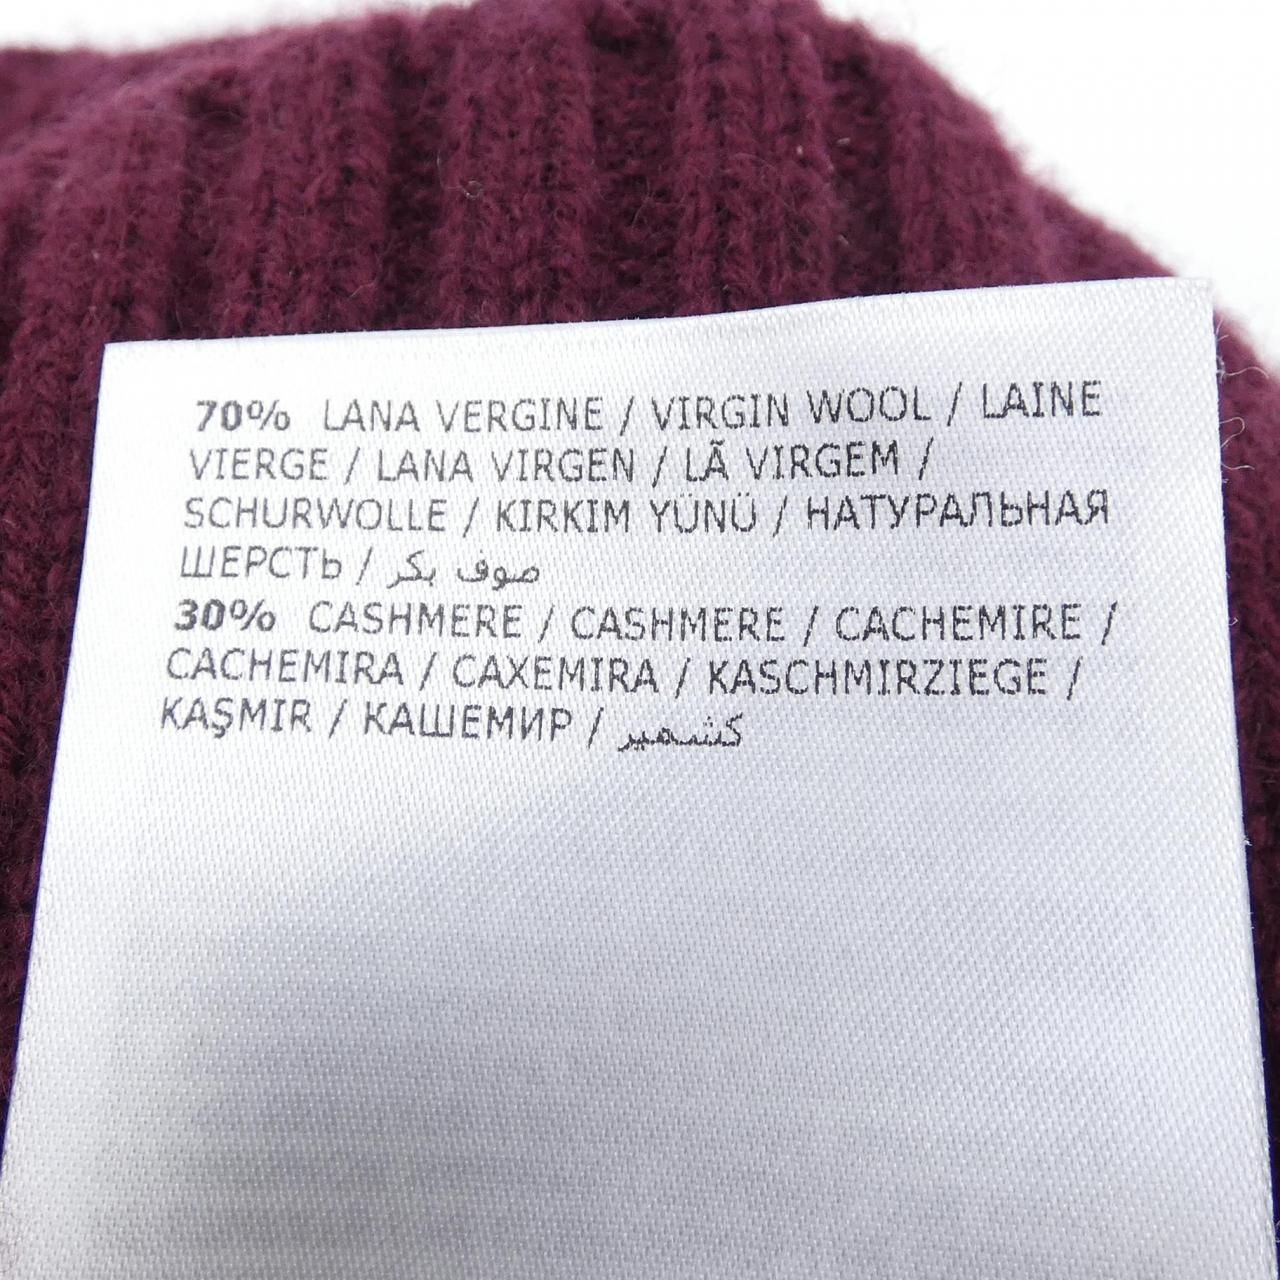 70% LANA VERGINE / VIRGIN WOOL / LAINE
VIERGE / LANA VIRGEN / LÃ VIRGEM /
SCHURWOLLE / KIRKIM YÜNÜ / НАТУРАЛЬНАЯ
ШЕРСТЬ / صوف بكر
30% CASHMERE / CASHMERE / CACHEMIRE /
CACHEMIRA / CAXEMIRA / KASCHMIRZIEGE /
KAŞMIR / КАШЕМИР / كشمير